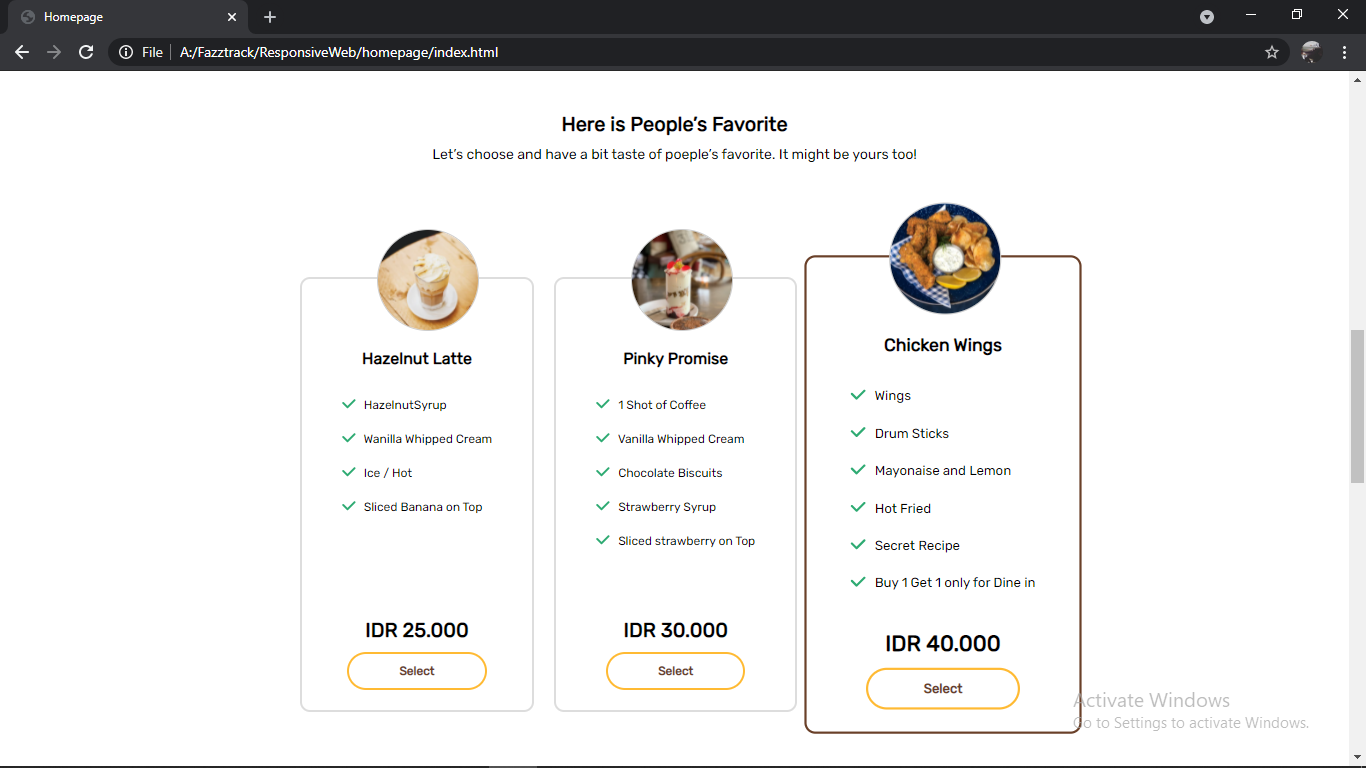 Homepage
File
A:/Fazztrack/ResponsiveWeb/homepage/index.html
Here is People's Favorite
Let's choose and have a bit taste of poeple's favorite. It might be yours too!
Hazelnut Latte
HazelnutSyrup
Wanilla Whipped Cream
Ice / Hot
Sliced Banana on Top
IDR 25.000
Select
Pinky Promise
1 Shot of Coffee
Vanilla Whipped Cream
Chocolate Biscuits
Strawberry Syrup
Sliced strawberry on Top
IDR 30.000
Select
Chicken Wings
Wings
Drum Sticks
Mayonaise and Lemon
Hot Fried
Secret Recipe
Buy 1 Get 1 only for Dine in
IDR 40.000
Select
Activate Windows
Go to Settings to activate Windows.